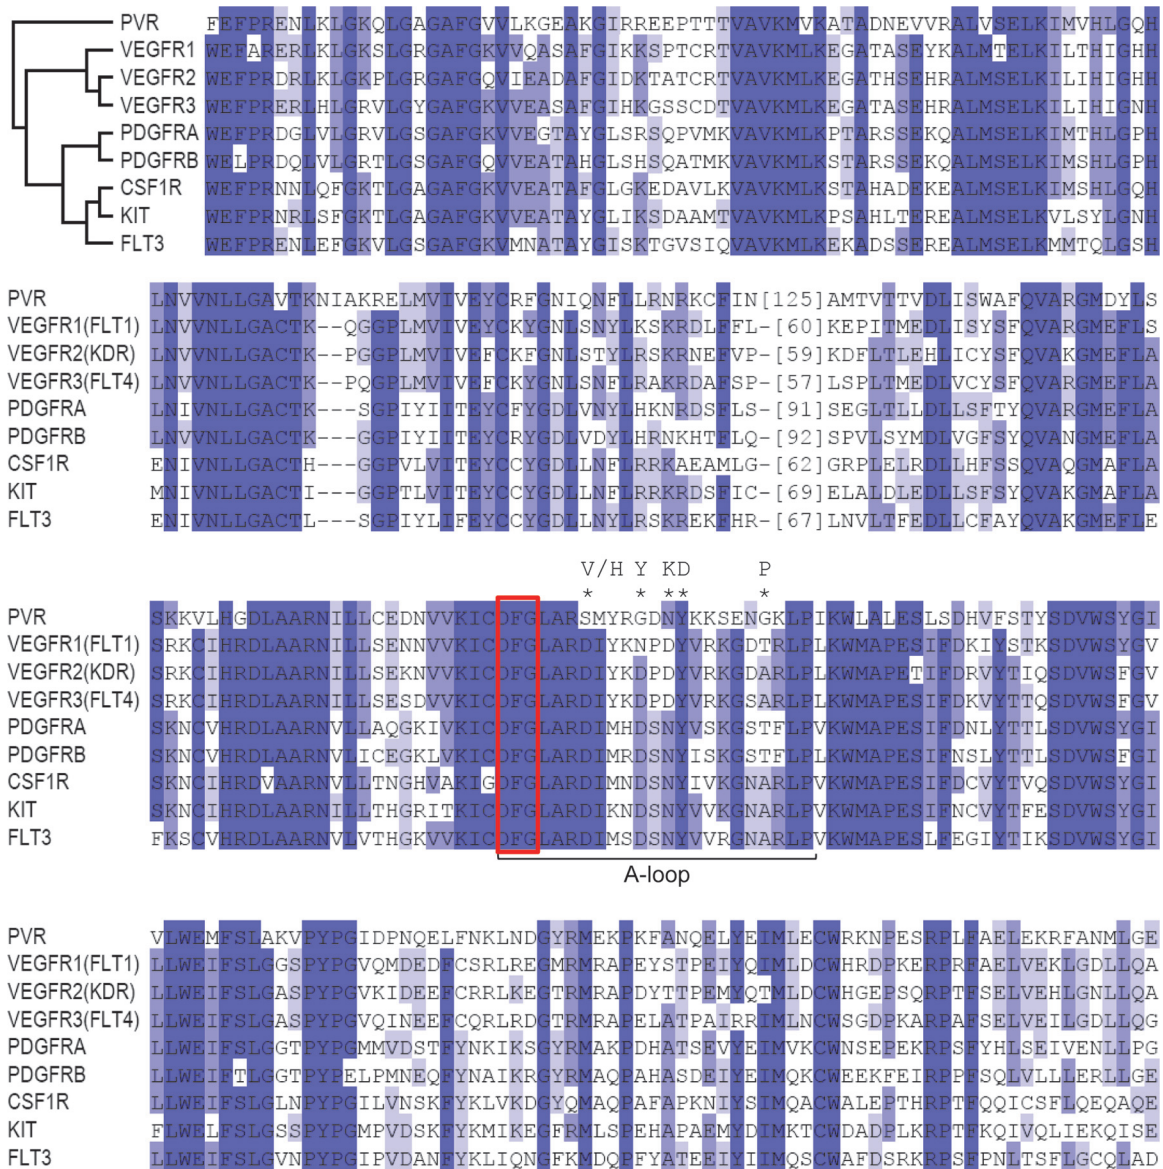 PVR FEFPRENLKLGKQLGAGAFGVVLKGEAKGIRREEPTTTVAVKMVKATADNEVVRALVSELKIMVHLGQH
VEGFR1 WEFARERLKLGKSLGRGAFGKVVQASAFGIKKSPTCRTVAVKMLKEGATASEYKALMTELKILTHIGHH
VEGFR2 WEFPRDRLKLGKPLGRGAFGQVIEADAFGIDKTATCRTVAVKMLKEGATHSEHRALMSELKILIHIGHH
VEGFR3 WEFPRERLHLGRVLGYGAFGKVVEASAFGIHKGSSCDTVAVKMLKEGATASEHRALMSELKILIHIGNH
PDGFRA WEFPRDGLVLGRVLGSGAFGKVVEGTAYGLSRSQPVMKVAVKMLKPTARSSEKQALMSELKIMTHLGPH
PDGFRB WELPRDQLVLGRTLGSGAFGQVVEATAHGLSHSQATMKVAVKMLKSTARSSEKQALMSELKIMSHLGPH
CSF1R WEFPRNNLQFGKTLGAGAFGKVVEATAFGLGKEDAVLKVAVKMLKSTAHADEKEALMSELKIMSHLGQH
KIT WEFPRNRLSFGKTLGAGAFGKVVEATAYGLIKSDAAMTVAVKMLKPSAHLTEREALMSELKVLSYLGNH
FLT3 WEFPRENLEFGKVLGSGAFGKVMNATAYGISKTGVSIQVAVKMLKEKADSSEREALMSELKMMTQLGSH
PVR LNVVNLLGAVTKNIAKRELMVIVEYCRFGNIQNFLLRNRKCFIN[125]AMTVTTVDLISWAFQVARGMDYLS
VEGFR1(FLT1) LNVVNLLGACTK--QGGPLMVIVEYCKYGNLSNYLKSKRDLFFL-[60]KEPITMEDLISYSFQVARGMEFLS
VEGFR2(KDR) LNVVNLLGACTK--PGGPLMVIVEFCKFGNLSTYLRSKRNEFVP-[59]KDFLTLEHLICYSFQVAKGMEFLA
VEGFR3(FLT4) LNVVNLLGACTK--PQGPLMVIVEFCKYGNLSNFLRAKRDAFSP-[57]LSPLTMEDLVCYSFQVARGMEFLA
PDGFRA LNIVNLLGACTK---SGPIYIITEYCFYGDLVNYLHKNRDSFLS-[91]SEGLTLLDLLSFTYQVARGMEFLA
PDGFRB LNVVNLLGACTK---GGPIYIITEYCRYGDLVDYLHRNKHTFLQ-[92]SPVLSYMDLVGFSYQVANGMEFLA
CSF1R ENIVNLLGACTH---GGPVLVITEYCCYGDLLNFLRRKAEAMLG-[62]GRPLELRDLLHFSSQVAQGMAFLA
KIT MNIVNLLGACTI---GGPTLVITEYCCYGDLLNFLRRKRDSFIC-[69]ELALDLEDLLSFSYQVAKGMAFLA
FLT3 ENIVNLLGACTL---SGPIYLIFEYCCYGDLLNYLRSKREKFHR-[67]LNVLTFEDLLCFAYQVAKGMEFLE
V/H Y KD P
* * ** *
PVR SKKVLHGDLAARNILLCEDNVVKICDFGLARSMYRGDNYKKSENGKLPIKWLALESLSDHVFSTYSDVWSYGI
VEGFR1(FLT1) SRKCIHRDLAARNILLSENNVVKICDFGLARDIYKNPDYVRKGDTRLPLKWMAPESIFDKIYSTKSDVWSYGV
VEGFR2(KDR) SRKCIHRDLAARNILLSEKNVVKICDFGLARDIYKDPDYVRKGDARLPLKWMAPETIFDRVYTIQSDVWSFGV
VEGFR3(FLT4) SRKCIHRDLAARNILLSESDVVKICDFGLARDIYKDPDYVRKGSARLPLKWMAPESIFDKVYTTQSDVWSFGV
PDGFRA SKNCVHRDLAARNVLLAQGKIVKICDFGLARDIMHDSNYVSKGSTFLPVKWMAPESIFDNLYTTLSDVWSYGI
PDGFRB SKNCVHRDLAARNVLICEGKLVKICDFGLARDIMRDSNYISKGSTFLPLKWMAPESIFNSLYTTLSDVWSFGI
CSF1R SKNCIHRDVAARNVLLTNGHVAKIGDFGLARDIMNDSNYIVKGNARLPVKWMAPESIFDCVYTVQSDVWSYGI
KIT SKNCIHRDLAARNILLTHGRITKICDFGLARDIKNDSNYVVKGNARLPVKWMAPESIFNCVYTFESDVWSYGI
FLT3 FKSCVHRDLAARNVLVTHGKVVKICDFGLARDIMSDSNYVVRGNARLPVKWMAPESLFEGIYTIKSDVWSYGI
A-loop
PVR VLWEMFSLAKVPYPGIDPNQELFNKLNDGYRMEKPKFANQELYEIMLECWRKNPESRPLFAELEKRFANMLGE
VEGFR1(FLT1) LLWEIFSLGGSPYPGVQMDEDFCSRLREGMRMRAPEYSTPEIYQIMLDCWHRDPKERPRFAELVEKLGDLLQA
VEGFR2(KDR) LLWEIFSLGASPYPGVKIDEEFCRRLKEGTRMRAPDYTTPEMYQTMLDCWHGEPSQRPTFSELVEHLGNLLQA
VEGFR3(FLT4) LLWEIFSLGASPYPGVQINEEFCQRLRDGTRMRAPELATPAIRRIMLNCWSGDPKARPAFSELVEILGDLLQG
PDGFRA LLWEIFSLGGTPYPGMMVDSTFYNKIKSGYRMAKPDHATSEVYEIMVKCWNSEPEKRPSFYHLSEIVENLLPG
PDGFRB LLWEIFTLGGTPYPELPMNEQFYNAIKRGYRMAQPAHASDEIYEIMQKCWEEKFEIRPPFSQLVLLLERLLGE
CSF1R LLWEIFSLGLNPYPGILVNSKFYKLVKDGYQMAQPAFAPKNIYSIMQACWALEPTHRPTFQQICSFLQEQAQE
KIT FLWELFSLGSSPYPGMPVDSKFYKMIKEGFRMLSPEHAPAEMYDIMKTCWDADPLKRPTFKQIVQLIEKQISE
FLT3 LLWEIFSLGVNPYPGIPVDANFYKLIQNGFKMDQPFYATEEIYIIMQSCWAFDSRKRPSFPNLTSFLGCQLAD